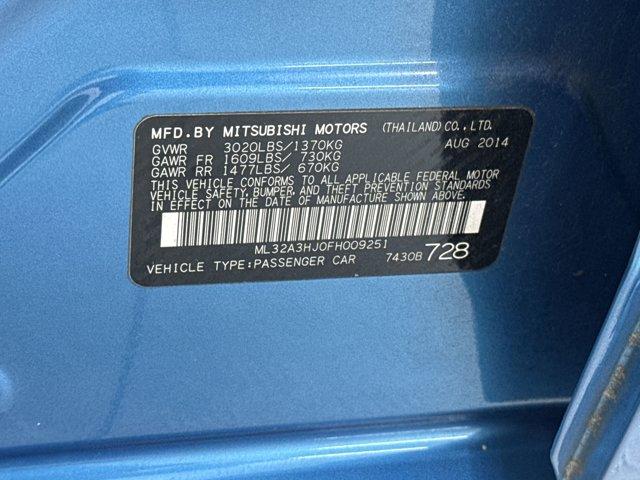 MFD.BY MITSUBISHI MOTORS (THAILAND)CO.,LTD.
GVWR 3020LBS/1370KG AUG 2014
GAWR FR 1609LBS/ 730KG
GAWR RR 1477LBS/ 670KG
THIS VEHICLE CONFORMS TO ALL APPLICABLE FEDERAL MOTOR
VEHICLE SAFETY, BUMPER, AND THEFT PREVENTION STANDARDS
IN EFFECT ON THE DATE OF MANUFACTURE SHOWN ABOVE.
ML32A3HJ0FH009251
VEHICLE TYPE:PASSENGER CAR 7430B 728